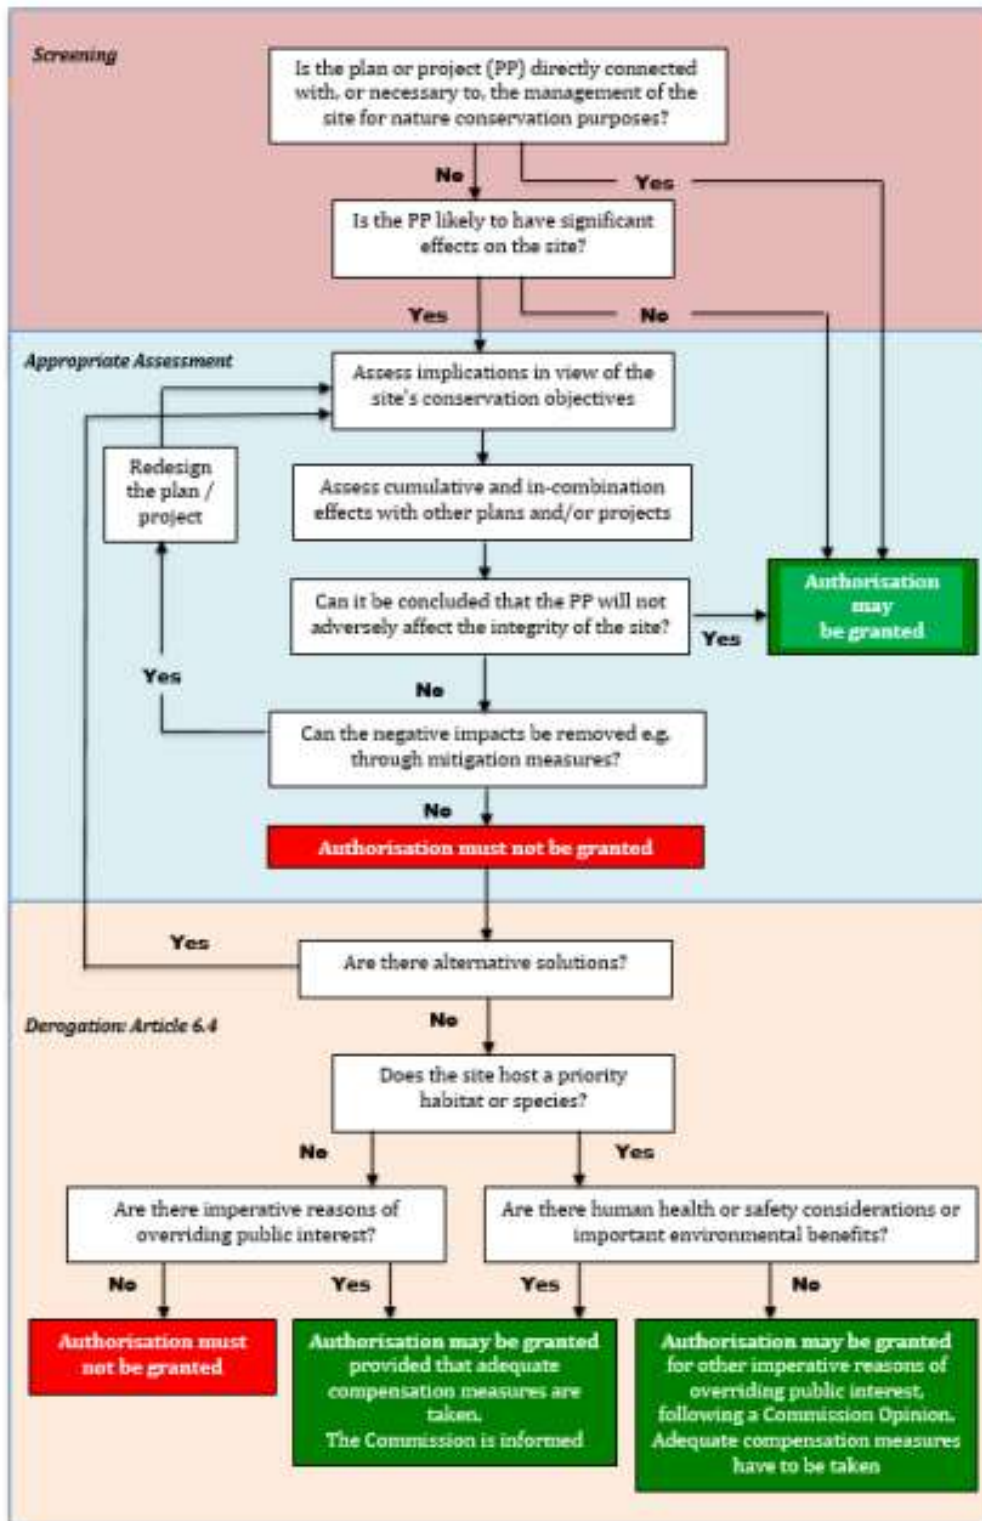 Screening
Is the plan or project (PP) directly connected
with, or necessary to, the management of the
site for nature conservation purposes?
No
Yes
Is the PP likely to have significant
effects on the site?
Yes
No
Appropriate Assessment
Assess implications in view of the
site's conservation objectives
Redesign
the plan /
project
Assess cumulative and in-combination
effects with other plans and/or projects
Can it be concluded that the PP will not
adversely affect the integrity of the site?
Yes
Authorisation
may
be granted
No
Yes
Can the negative impacts be removed e.g.
through mitigation measures?
No
Authorisation must not be granted
Yes
Are there alternative solutions?
No
Derogation: Article 6.4
Does the site host a priority
habitat or species?
No
Yes
Are there imperative reasons of
overriding public interest?
Are there human health or safety considerations or
important environmental benefits?
No
Yes
Yes
No
Authorisation must
not be granted
Authorisation may be granted
provided that adequate
compensation measures are
taken.
The Commission is informed
Authorisation may be granted
for other imperative reasons of
overriding public interest,
following a Commission Opinion.
Adequate compensation measures
have to be taken